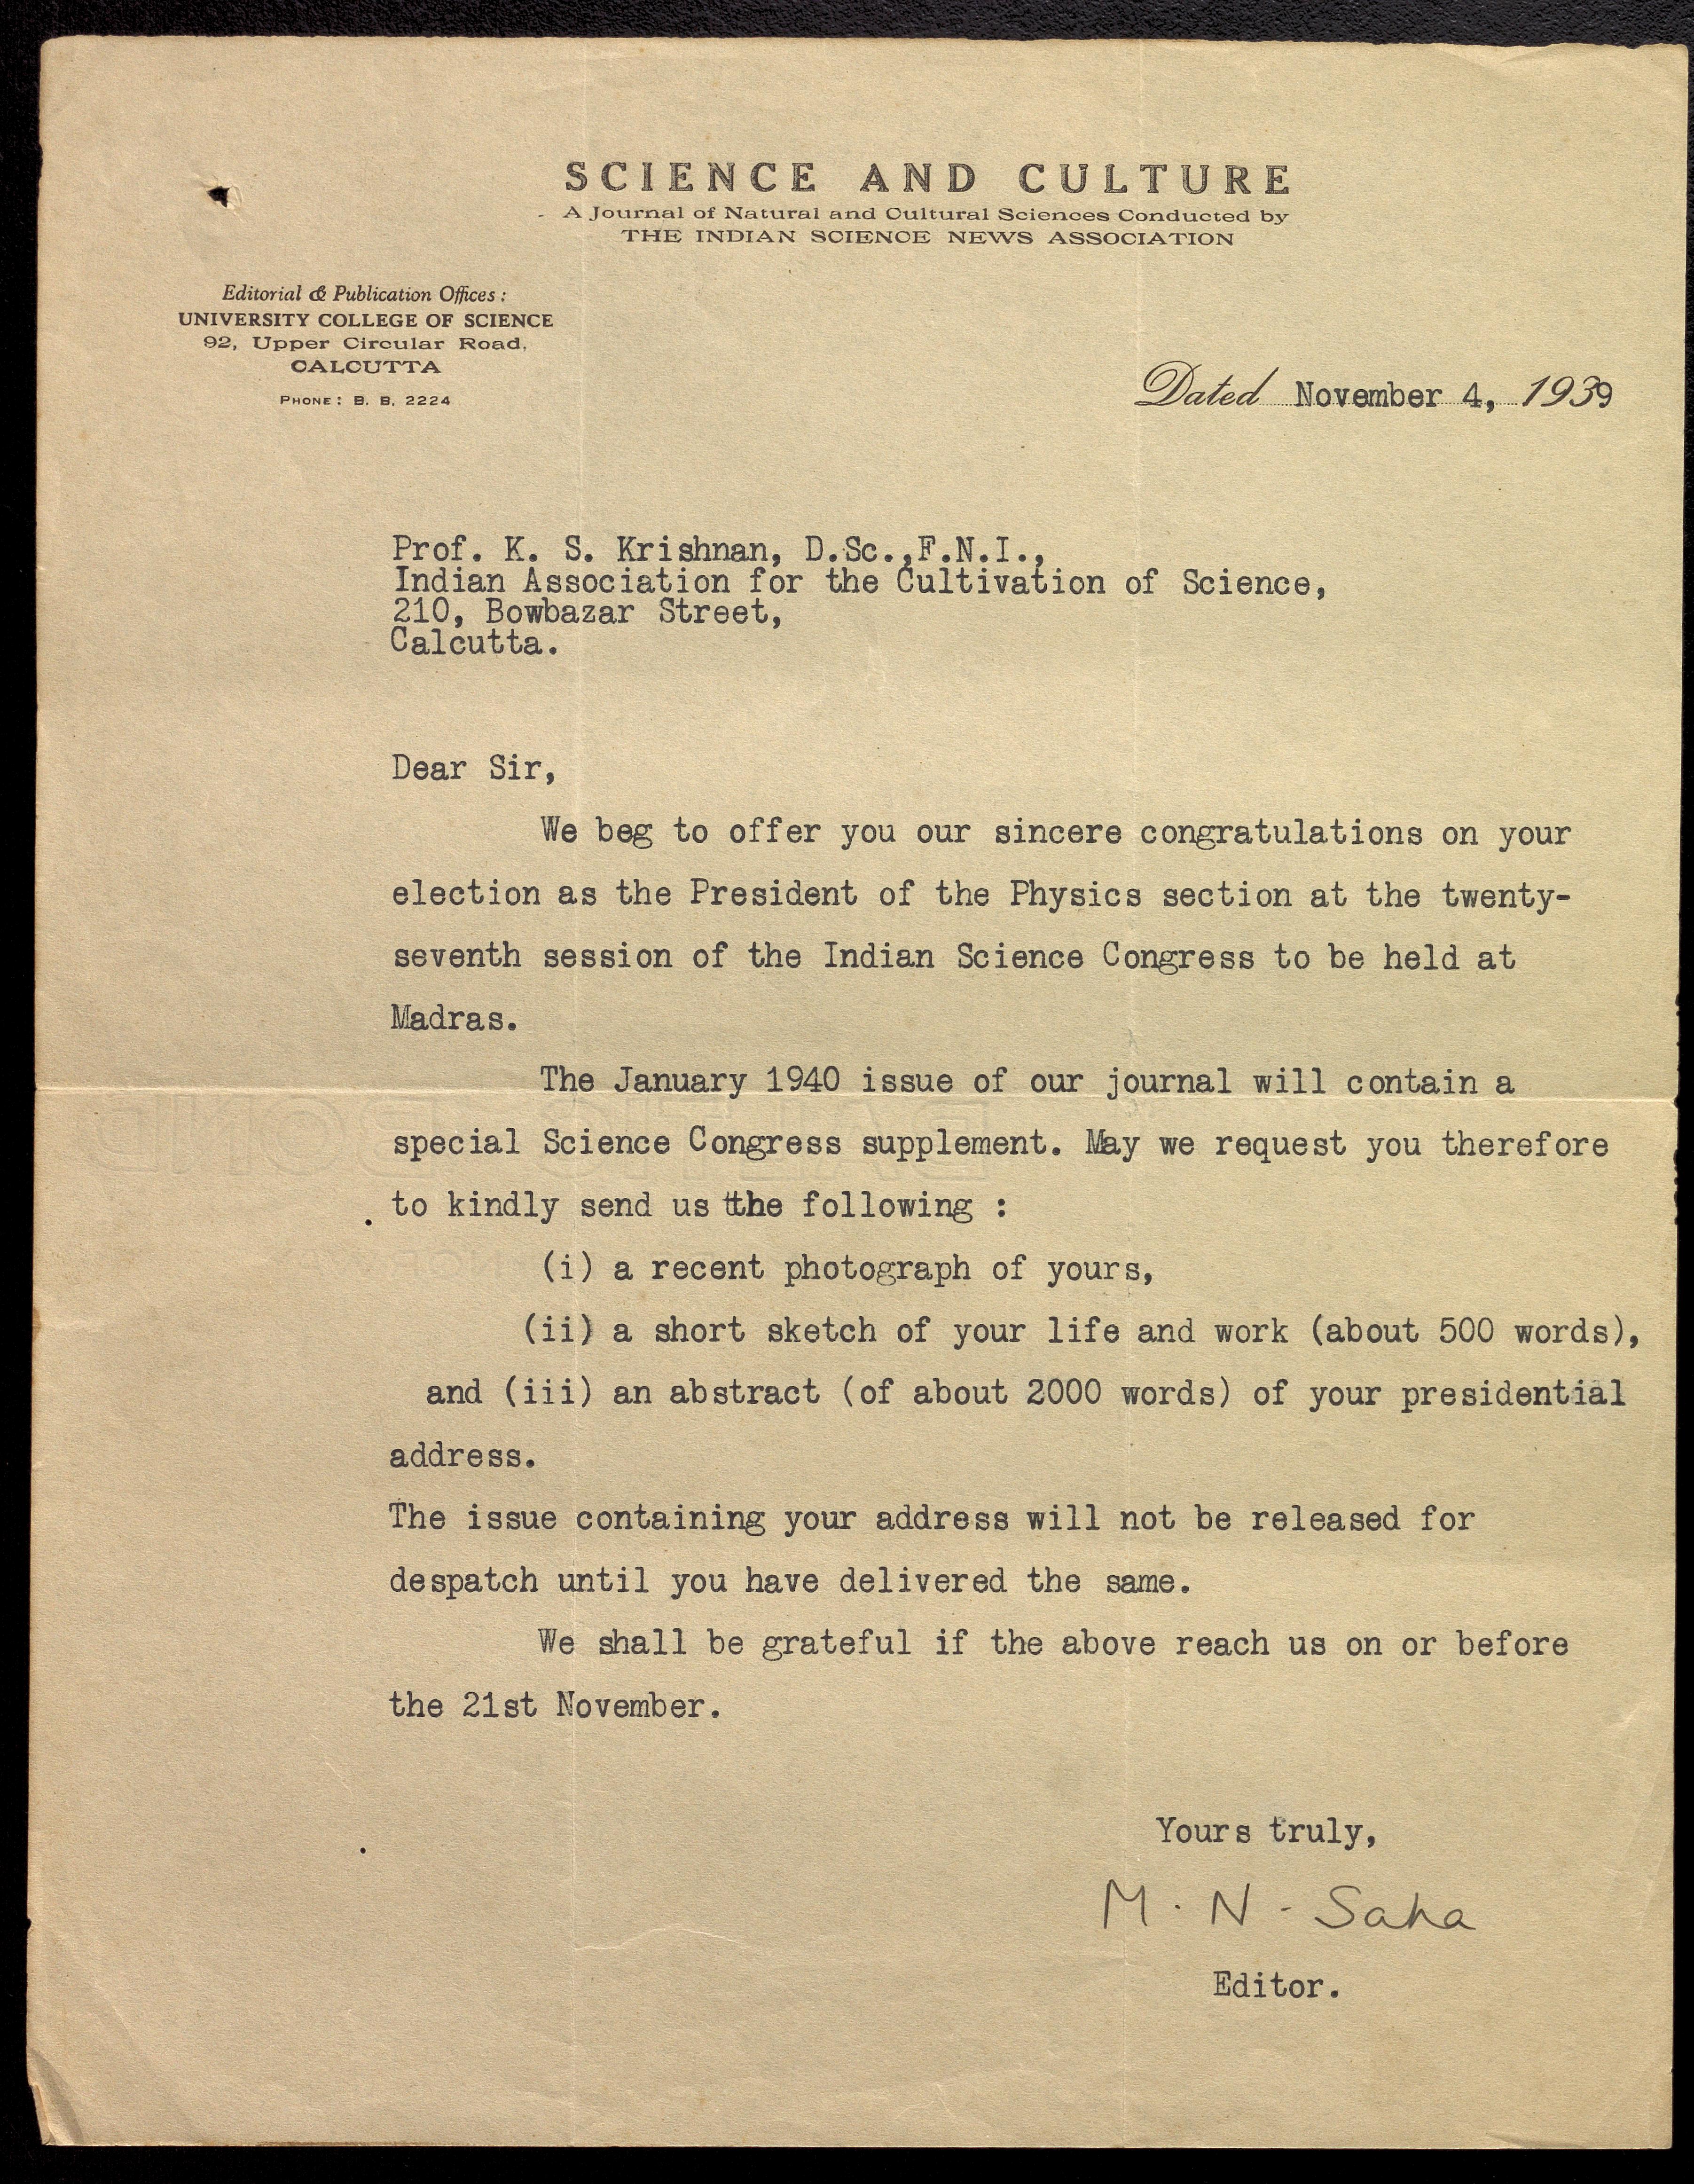 SCIENCE AND CULTURE
A Journal of Natural and Cultural Sciences Conducted by
THE INDIAN SCIENCE NEWS ASSOCIATION
Editorial & Publication Offices :
UNIVERSITY COLLEGE OF SCIENCE
92, Upper Circular Road,
CALCUTTA
PHONE : B. B. 2224
Dated November 4, 1939
Prof. K. S. Krishnan, D.Sc.,F.N.I.,
Indian Association for the Cultivation of Science,
210, Bowbazar Street,
Calcutta.
Dear Sir,
We beg to offer you our sincere congratulations on your
election as the President of the Physics section at the twenty-
seventh session of the Indian Science Congress to be held at
Madras.
The January 1940 issue of our journal will contain a
special Science Congress supplement. May we request you therefore
to kindly send us the following :
(i) a recent photograph of yours,
(ii) a short sketch of your life and work (about 500 words),
and (iii) an abstract (of about 2000 words) of your presidential
address.
The issue containing your address will not be released for
despatch until you have delivered the same.
We shall be grateful if the above reach us on or before
the 21st November.
Yours truly,
M. N. Saha
Editor.